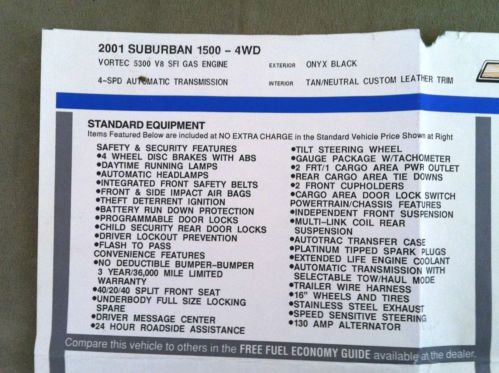 2001 SUBURBAN 1500 - 4WD
VORTEC 5300 V8 SFI GAS ENGINE EXTERIOR ONYX BLACK
4-SPD AUTOMATIC TRANSMISSION INTERIOR TAN/NEUTRAL CUSTOM LEATHER TRIM
STANDARD EQUIPMENT
Items Featured Below are included at NO EXTRA CHARGE in the Standard Vehicle Price Shown at Right
SAFETY & SECURITY FEATURES
•4 WHEEL DISC BRAKES WITH ABS
•DAYTIME RUNNING LAMPS
•AUTOMATIC HEADLAMPS
•INTEGRATED FRONT SAFETY BELTS
•FRONT & SIDE IMPACT AIR BAGS
•THEFT DETERRENT IGNITION
•BATTERY RUN DOWN PROTECTION
•PROGRAMMABLE DOOR LOCKS
•CHILD SECURITY REAR DOOR LOCKS
•DRIVER LOCKOUT PREVENTION
•FLASH TO PASS
CONVENIENCE FEATURES
•NO DEDUCTIBLE BUMPER-BUMPER
3 YEAR/36,000 MILE LIMITED
WARRANTY
•40/20/40 SPLIT FRONT SEAT
•UNDERBODY FULL SIZE LOCKING
SPARE
•DRIVER MESSAGE CENTER
•24 HOUR ROADSIDE ASSISTANCE
•TILT STEERING WHEEL
•GAUGE PACKAGE W/TACHOMETER
•2 FRT/1 CARGO AREA PWR OUTLET
•REAR CARGO AREA TIE DOWNS
•2 FRONT CUPHOLDERS
•CARGO AREA DOOR LOCK SWITCH
POWERTRAIN/CHASSIS FEATURES
•INDEPENDENT FRONT SUSPENSION
•MULTI-LINK COIL REAR
SUSPENSION
•AUTOTRAC TRANSFER CASE
•PLATINUM TIPPED SPARK PLUGS
•EXTENDED LIFE ENGINE COOLANT
•AUTOMATIC TRANSMISSION WITH
SELECTABLE TOW/HAUL MODE
•TRAILER WIRE HARNESS
•16" WHEELS AND TIRES
•STAINLESS STEEL EXHAUST
•SPEED SENSITIVE STEERING
•130 AMP ALTERNATOR
Compare this vehicle to others in the FREE FUEL ECONOMY GUIDE available at the dealer.